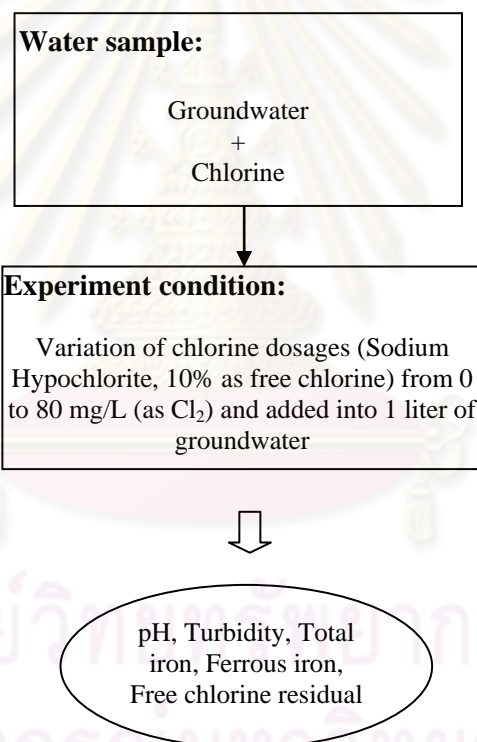 Water sample:
Groundwater
+
Chlorine
Experiment condition:
Variation of chlorine dosages (Sodium
Hypochlorite, 10% as free chlorine) from 0
to 80 mg/L (as Cl₂) and added into 1 liter of
groundwater
pH, Turbidity, Total
iron, Ferrous iron,
Free chlorine residual